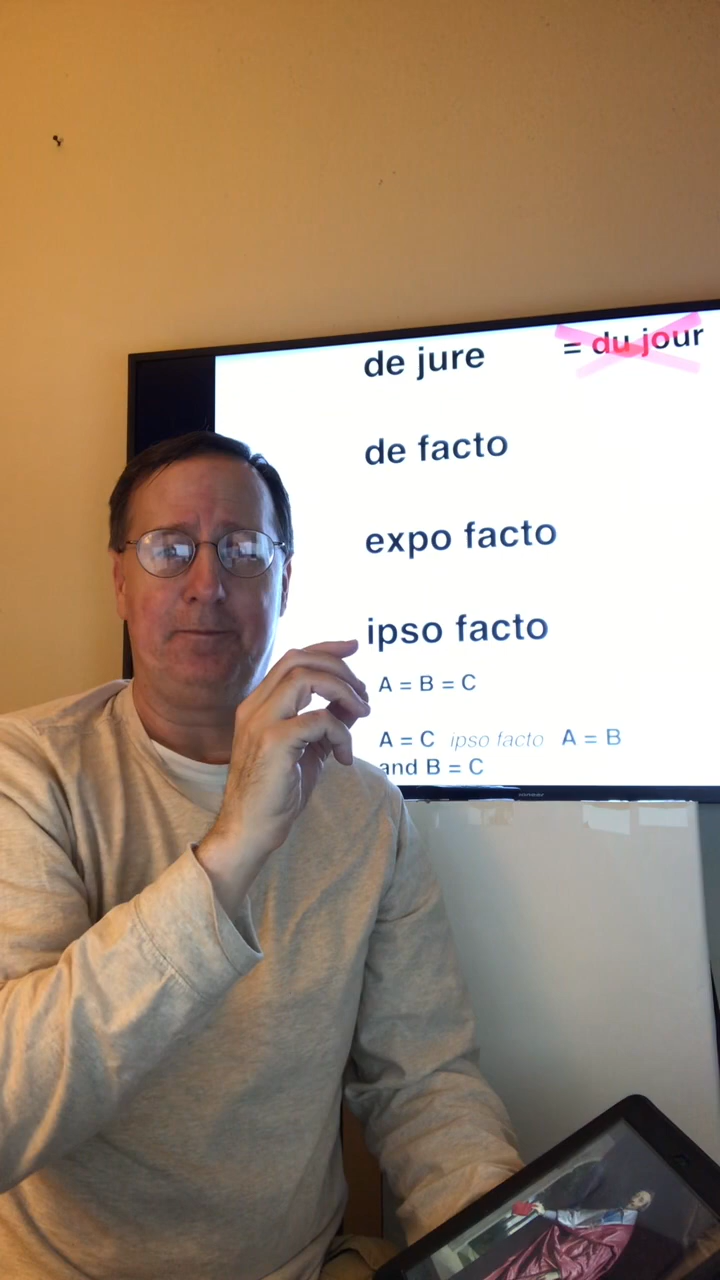 de jure = du jour
de facto
expo facto
ipso facto
A = B = C
A = C ipso facto A = B
and B = C